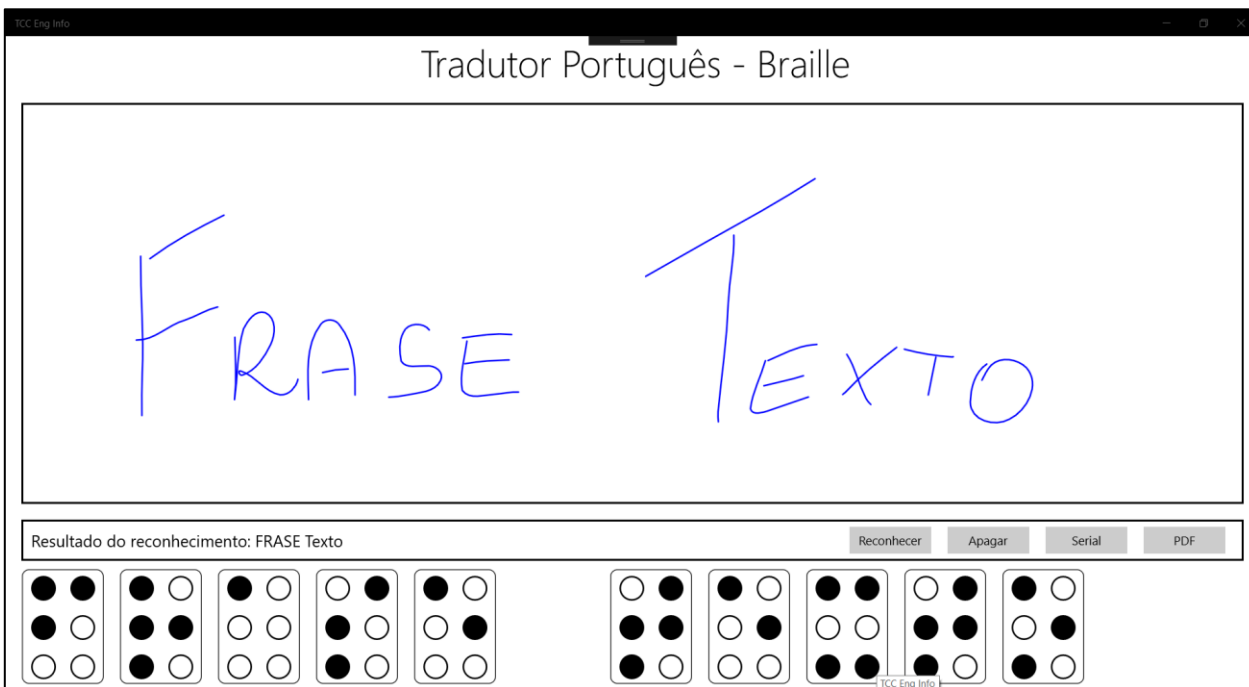 TCC Eng Info
Tradutor Português - Braille
FRASE TEXTO
Resultado do reconhecimento: FRASE Texto Reconhecer Apagar Serial PDF
⠋⠗⠁⠎⠑ ⠞⠑⠭⠞⠕
TCC Eng Info